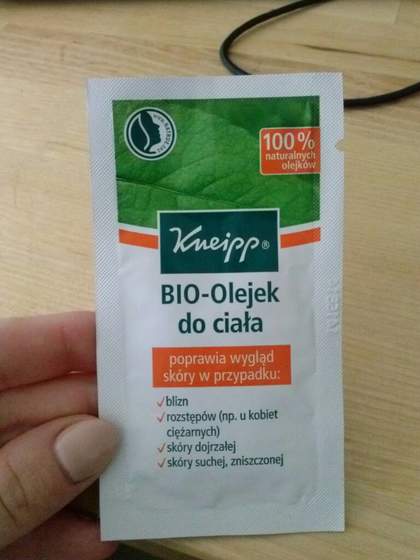 100%
naturalnych
olejków
Kneipp®
BIO-Olejek
do ciała
poprawia wygląd
skóry w przypadku:
✓blizn
✓rozstępów (np. u kobiet
ciężarnych)
✓skóry dojrzałej
✓skóry suchej, zniszczonej